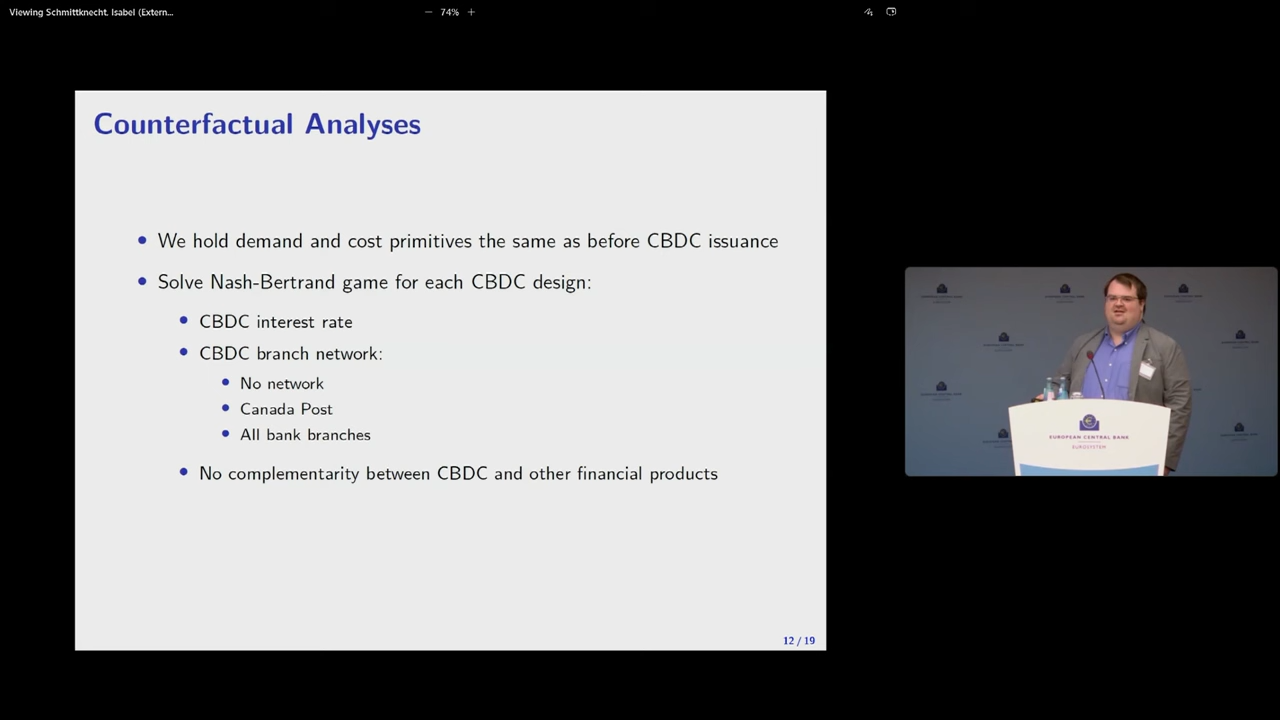 Viewing Schmittknecht, Isabel (Extern...
− 74% +
Counterfactual Analyses
• We hold demand and cost primitives the same as before CBDC issuance
• Solve Nash-Bertrand game for each CBDC design:
• CBDC interest rate
• CBDC branch network:
• No network
• Canada Post
• All bank branches
• No complementarity between CBDC and other financial products
12 / 19
EUROPEAN CENTRAL BANK
EUROSYSTEM